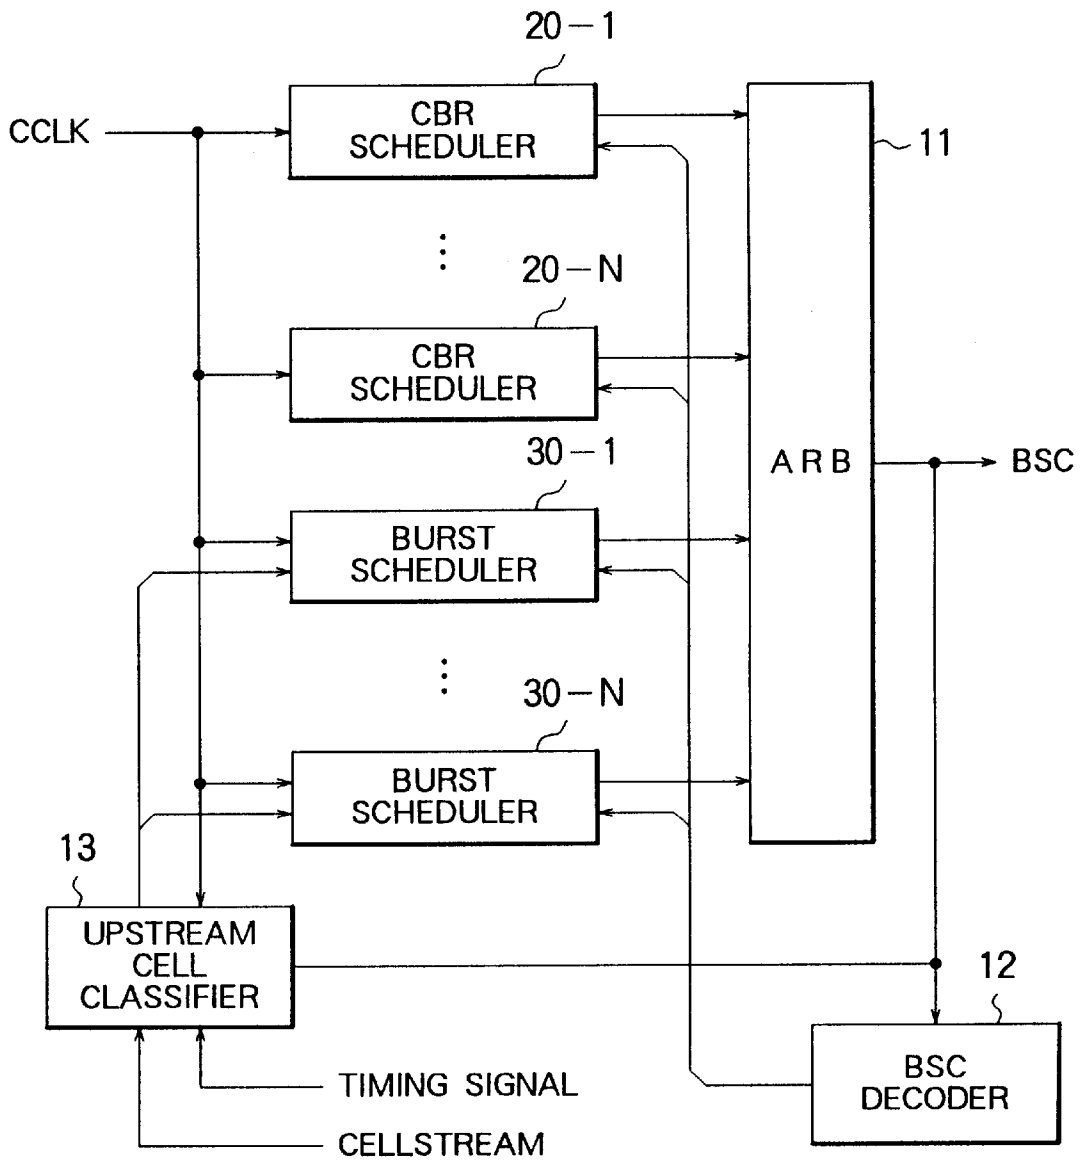 20-1
CCLK
CBR
SCHEDULER
11
20-N
CBR
SCHEDULER
30-1
ARB
BSC
BURST
SCHEDULER
30-N
BURST
SCHEDULER
13
UPSTREAM
CELL
CLASSIFIER
12
BSC
DECODER
TIMING SIGNAL
CELLSTREAM